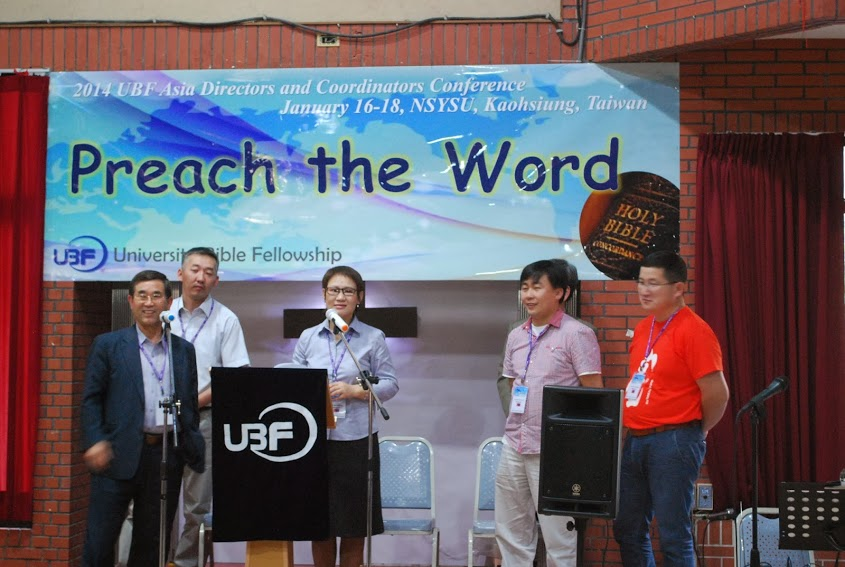 2014 UBF Asia Directors and Coordinators Conference
January 16-18, NSYSU, Kaohsiung, Taiwan
Preach the Word
HOLY
BIBLE
CONCORDANCE
UBF University Bible Fellowship
UBF